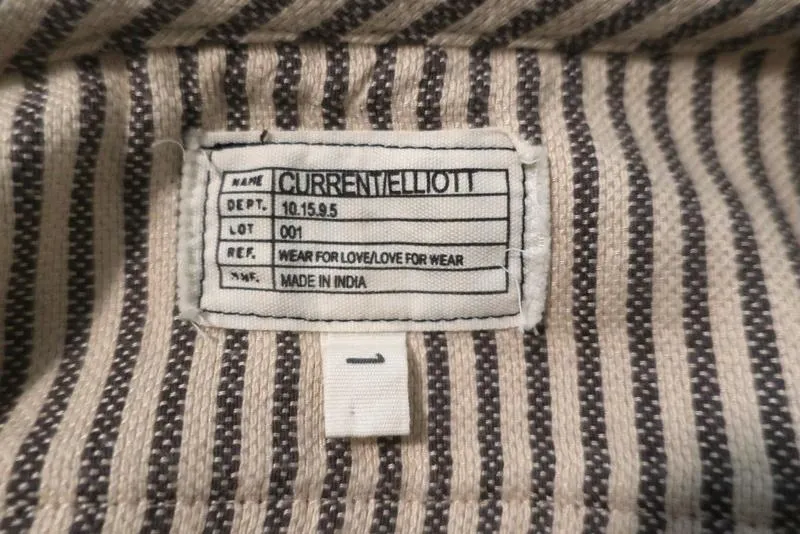 NAME CURRENT/ELLIOTT
DEPT. 10.15.9.5
LOT 001
REF. WEAR FOR LOVE/LOVE FOR WEAR
MNF. MADE IN INDIA
1